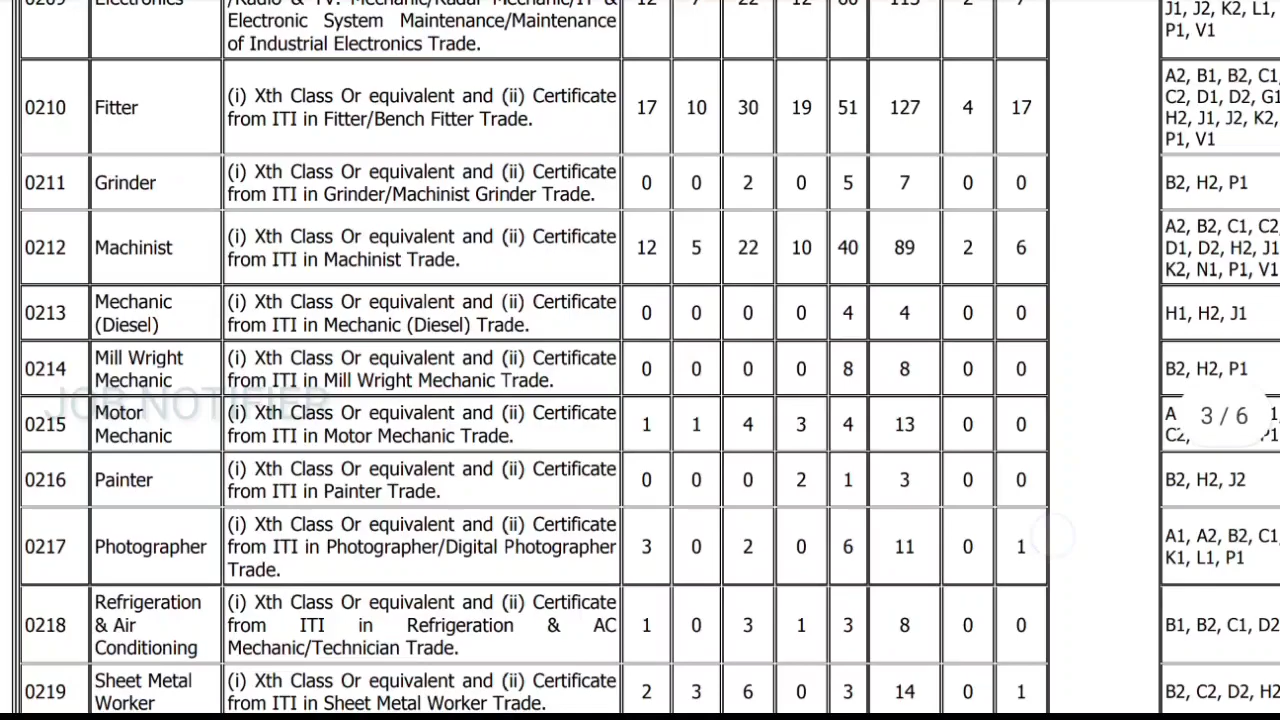 /Radio & TV. Mechanic/Radar Mechanic/IT &
Electronic System Maintenance/Maintenance
of Industrial Electronics Trade.
J1, J2, K2, L1,
P1, V1
0210 Fitter (i) Xth Class Or equivalent and (ii) Certificate
from ITI in Fitter/Bench Fitter Trade. 17 10 30 19 51 127 4 17
A2, B1, B2, C1,
C2, D1, D2, G1
H2, J1, J2, K2,
P1, V1
0211 Grinder (i) Xth Class Or equivalent and (ii) Certificate
from ITI in Grinder/Machinist Grinder Trade. 0 0 2 0 5 7 0 0 B2, H2, P1
0212 Machinist (i) Xth Class Or equivalent and (ii) Certificate
from ITI in Machinist Trade. 12 5 22 10 40 89 2 6
A2, B2, C1, C2,
D1, D2, H2, J1
K2, N1, P1, V1
0213 Mechanic
(Diesel) (i) Xth Class Or equivalent and (ii) Certificate
from ITI in Mechanic (Diesel) Trade. 0 0 0 0 4 4 0 0 H1, H2, J1
0214 Mill Wright
Mechanic (i) Xth Class Or equivalent and (ii) Certificate
from ITI in Mill Wright Mechanic Trade. 0 0 0 0 8 8 0 0 B2, H2, P1
JOB NOTIFIER
0215 Motor
Mechanic (i) Xth Class Or equivalent and (ii) Certificate
from ITI in Motor Mechanic Trade. 1 1 4 3 4 13 0 0
C2,
3 / 6
0216 Painter (i) Xth Class Or equivalent and (ii) Certificate
from ITI in Painter Trade. 0 0 0 2 1 3 0 0 B2, H2, J2
0217 Photographer (i) Xth Class Or equivalent and (ii) Certificate
from ITI in Photographer/Digital Photographer
Trade. 3 0 2 0 6 11 0 1
A1, A2, B2, C1,
K1, L1, P1
0218 Refrigeration
& Air
Conditioning (i) Xth Class Or equivalent and (ii) Certificate
from ITI in Refrigeration & AC
Mechanic/Technician Trade. 1 0 3 1 3 8 0 0 B1, B2, C1, D2
0219 Sheet Metal
Worker (i) Xth Class Or equivalent and (ii) Certificate
from ITI in Sheet Metal Worker Trade. 2 3 6 0 3 14 0 1 B2, C2, D2, H2